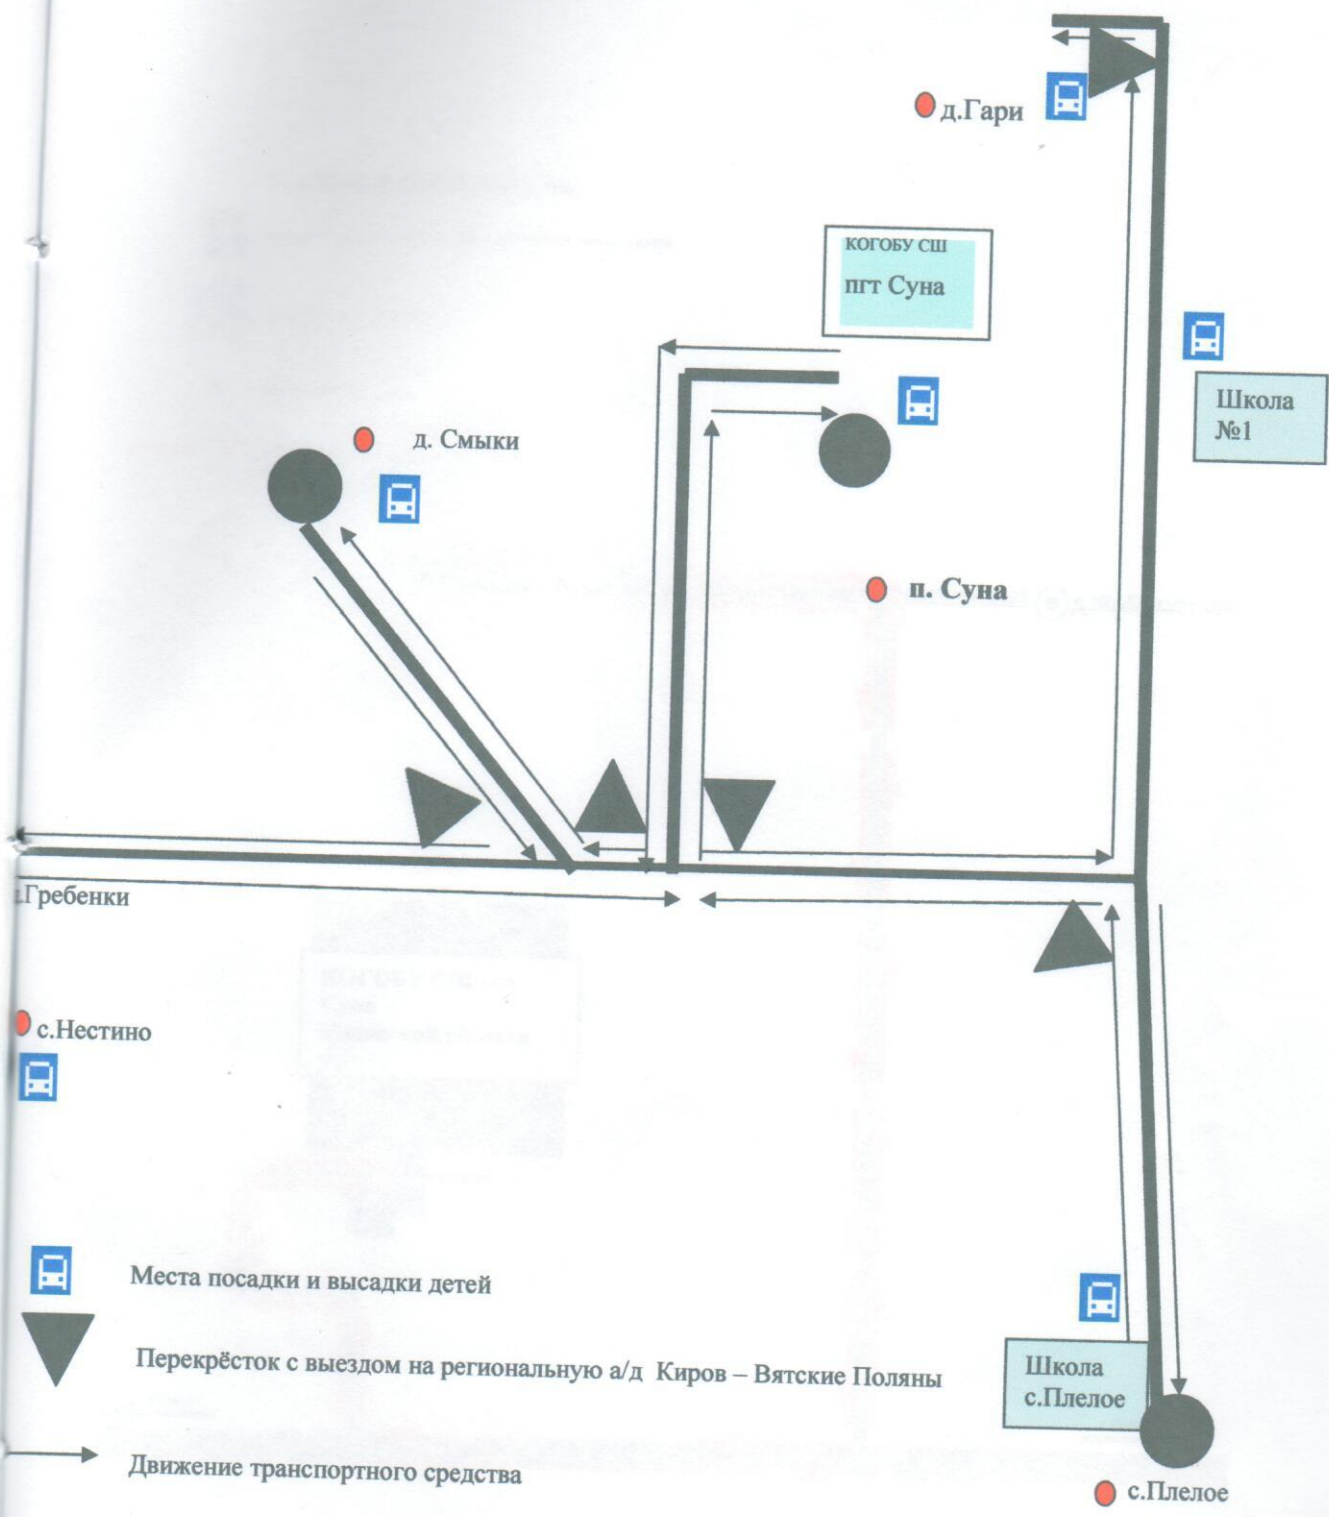 д.Гари
КОГОБУ СШ
пгт Суна
Школа
№1
д. Смыки
п. Суна
.Гребенки
с.Нестино
Места посадки и высадки детей
Перекрёсток с выездом на региональную а/д Киров – Вятские Поляны
Школа
с.Плелое
Движение транспортного средства
с.Плелое